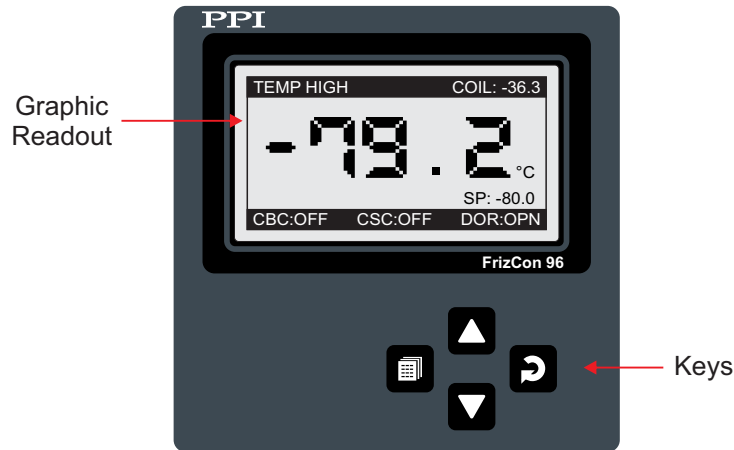 PPI
TEMP HIGH COIL: -36.3
Graphic
Readout
-79.2
°C
SP: -80.0
CBC:OFF CSC:OFF DOR:OPN
FrizCon 96
Keys